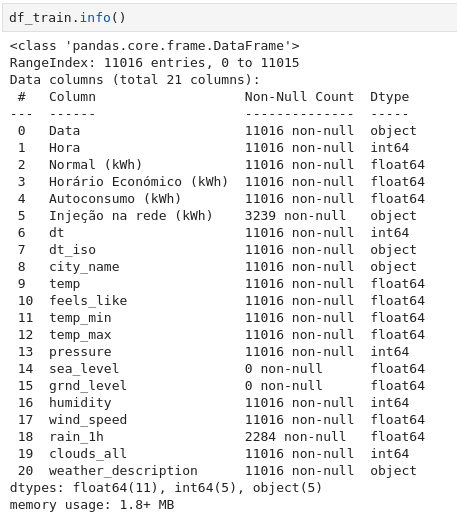 df_train.info()
<class 'pandas.core.frame.DataFrame'>
RangeIndex: 11016 entries, 0 to 11015
Data columns (total 21 columns):
 #   Column                   Non-Null Count  Dtype
---  ------                   --------------  -----
 0   Data                     11016 non-null  object
 1   Hora                     11016 non-null  int64
 2   Normal (kWh)             11016 non-null  float64
 3   Horário Económico (kWh)  11016 non-null  float64
 4   Autoconsumo (kWh)        11016 non-null  float64
 5   Injeção na rede (kWh)    3239 non-null   object
 6   dt                       11016 non-null  int64
 7   dt_iso                   11016 non-null  object
 8   city_name                11016 non-null  object
 9   temp                     11016 non-null  float64
 10  feels_like               11016 non-null  float64
 11  temp_min                 11016 non-null  float64
 12  temp_max                 11016 non-null  float64
 13  pressure                 11016 non-null  int64
 14  sea_level                0 non-null      float64
 15  grnd_level               0 non-null      float64
 16  humidity                 11016 non-null  int64
 17  wind_speed               11016 non-null  float64
 18  rain_1h                  2284 non-null   float64
 19  clouds_all               11016 non-null  int64
 20  weather_description      11016 non-null  object
dtypes: float64(11), int64(5), object(5)
memory usage: 1.8+ MB